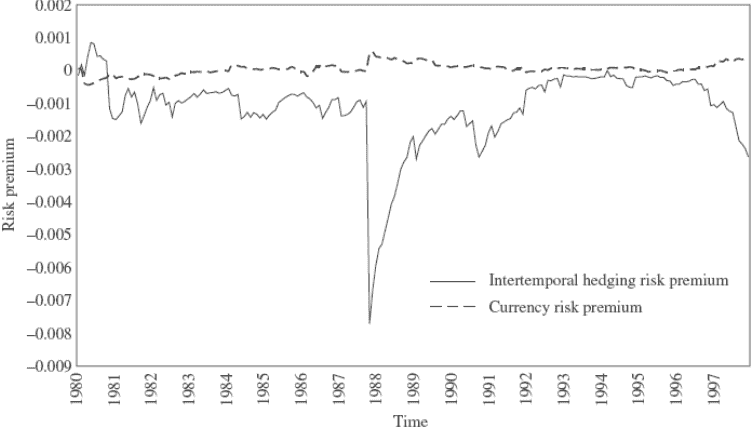 0.002
0.001
0
–0.001
–0.002
–0.003
–0.004
–0.005
–0.006
–0.007
–0.008
–0.009
Risk premium
Intertemporal hedging risk premium
Currency risk premium
1980 1981 1982 1983 1984 1985 1986 1987 1988 1989 1990 1991 1992 1993 1994 1995 1996 1997
Time